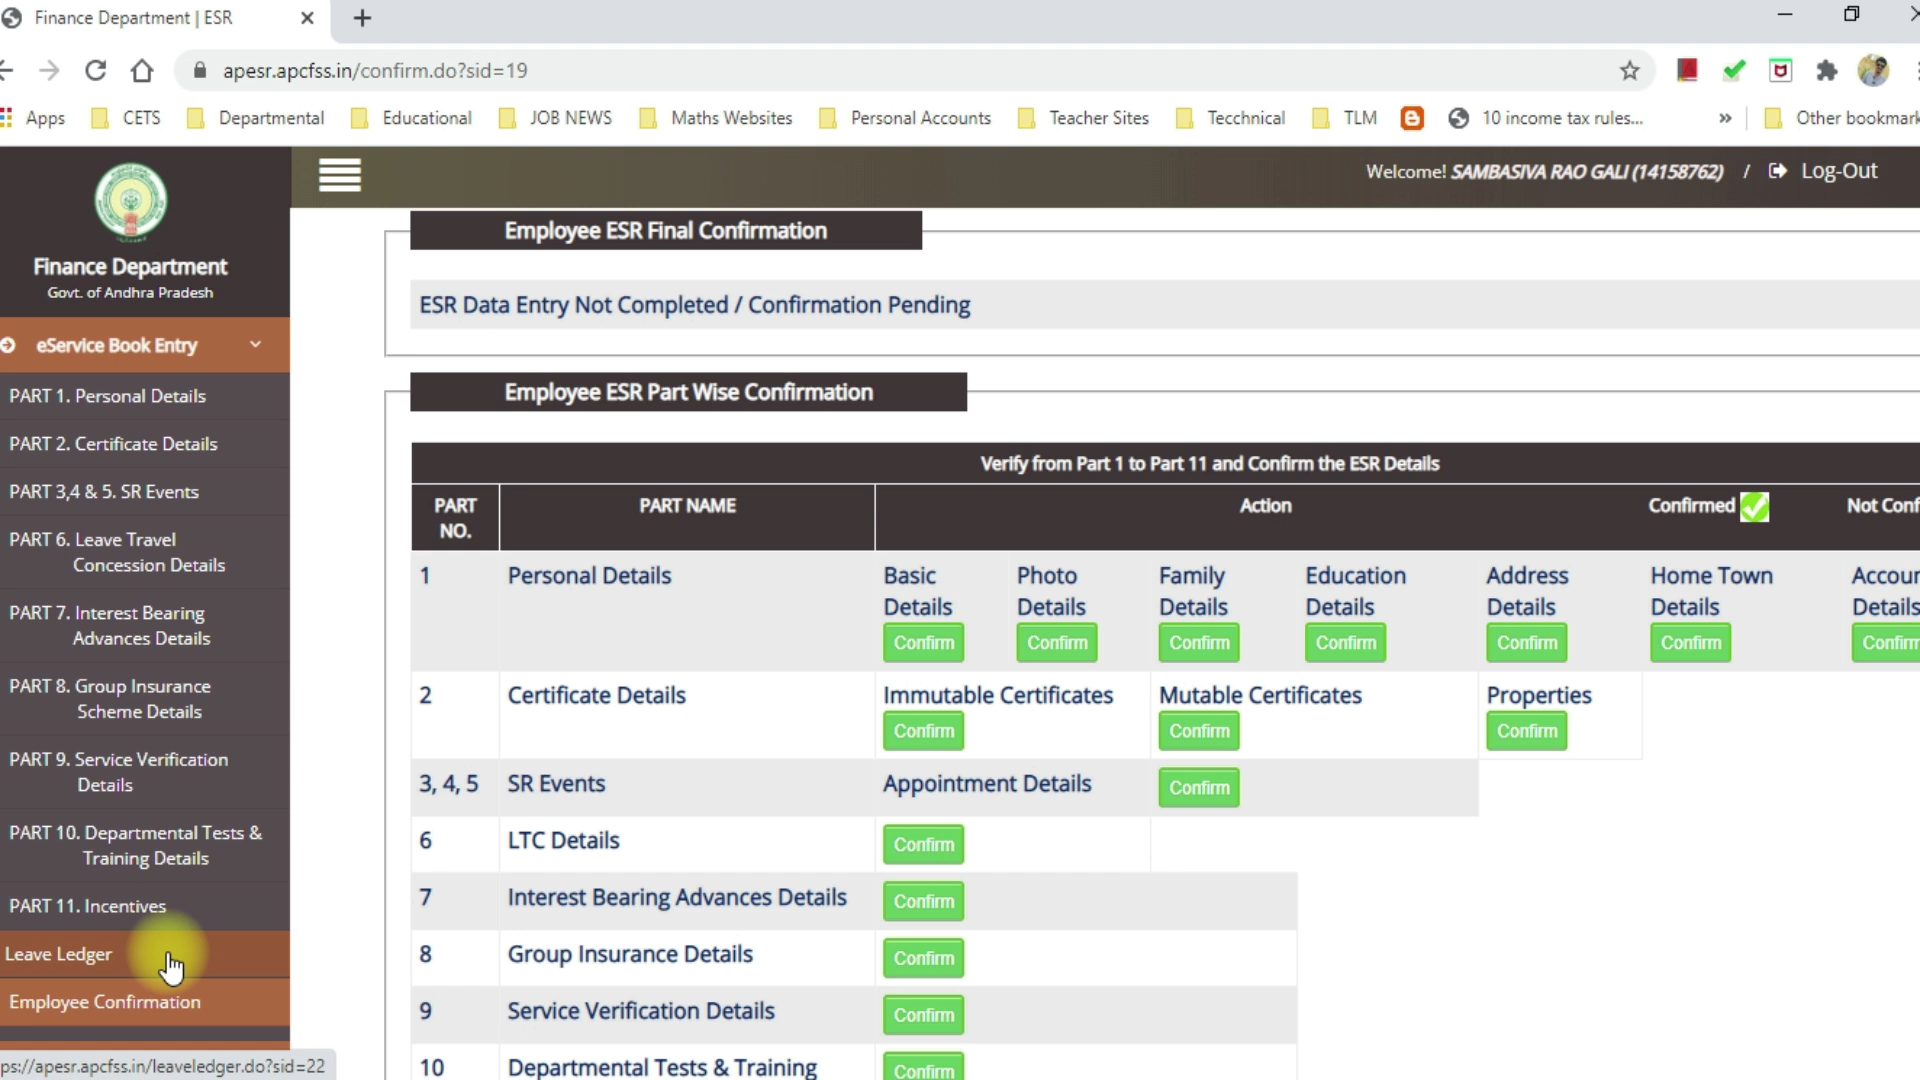 Finance Department | ESR
apesr.apcfss.in/confirm.do?sid=19
Apps CETS Departmental Educational JOB NEWS Maths Websites Personal Accounts Teacher Sites Tecchnical TLM 10 income tax rules... » Other bookmark
Welcome! SAMBASIVA RAO GALI (14158762) / Log-Out
Finance Department
Govt. of Andhra Pradesh
eService Book Entry
PART 1. Personal Details
PART 2. Certificate Details
PART 3,4 & 5. SR Events
PART 6. Leave Travel
Concession Details
PART 7. Interest Bearing
Advances Details
PART 8. Group Insurance
Scheme Details
PART 9. Service Verification
Details
PART 10. Departmental Tests &
Training Details
PART 11. Incentives
Leave Ledger
Employee Confirmation
ps://apesr.apcfss.in/leaveledger.do?sid=22
Employee ESR Final Confirmation
ESR Data Entry Not Completed / Confirmation Pending
Employee ESR Part Wise Confirmation
Verify from Part 1 to Part 11 and Confirm the ESR Details
PART NAME Action Confirmed Not Conf
PART
NO.
1 Personal Details Basic Photo Family Education Address Home Town Accoun
Details Details Details Details Details Details Details
Confirm Confirm Confirm Confirm Confirm Confirm Confirm
2 Certificate Details Immutable Certificates Mutable Certificates Properties
Confirm Confirm Confirm
3, 4, 5 SR Events Appointment Details Confirm
6 LTC Details Confirm
7 Interest Bearing Advances Details Confirm
8 Group Insurance Details Confirm
9 Service Verification Details Confirm
10 Departmental Tests & Training Confirm